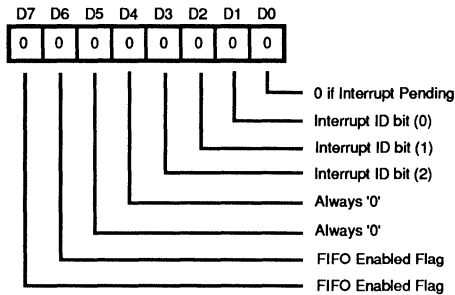 D7 D6 D5 D4 D3 D2 D1 D0
0 0 0 0 0 0 0 0
0 if Interrupt Pending
Interrupt ID bit (0)
Interrupt ID bit (1)
Interrupt ID bit (2)
Always '0'
Always '0'
FIFO Enabled Flag
FIFO Enabled Flag